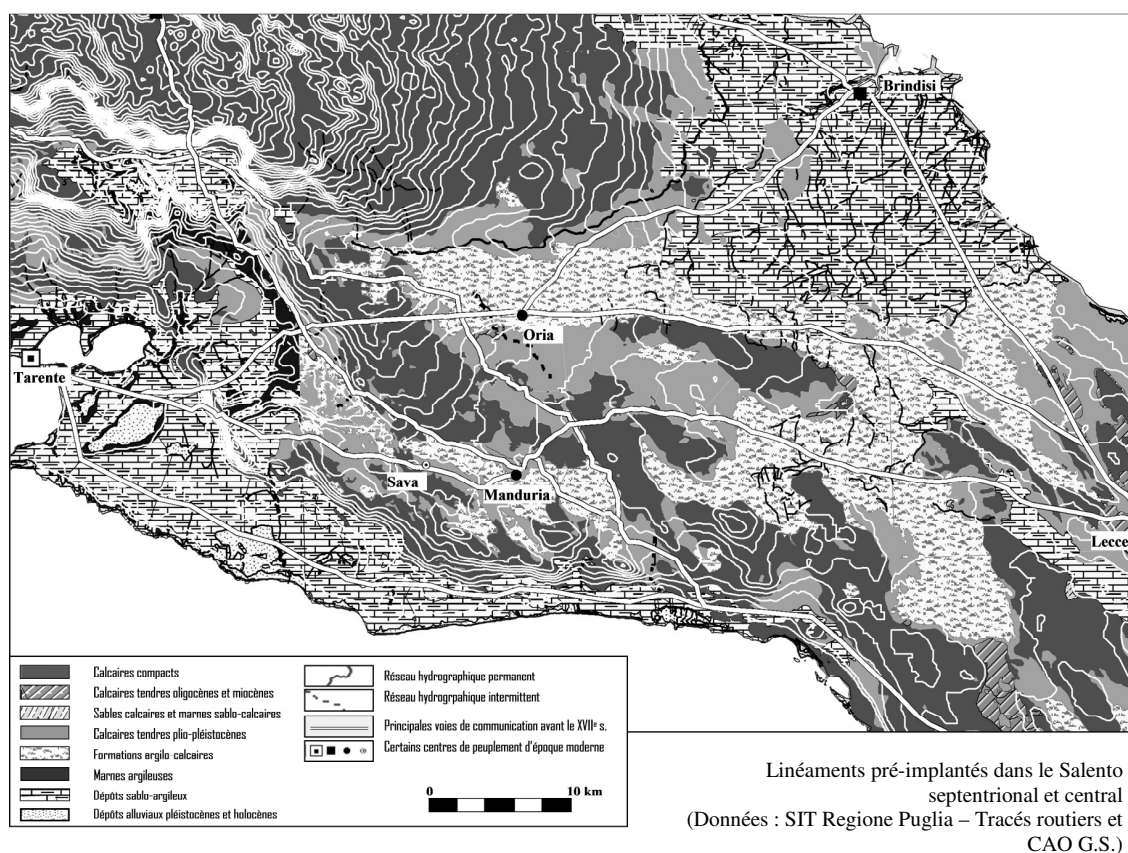 Brindisi
Oria
Tarente
Sava
Manduria
Lecce
Calcaires compacts
Calcaires tendres oligocènes et miocènes
Sables calcaires et marnes sablo-calcaires
Calcaires tendres plio-pléistocènes
Formations argilo-calcaires
Marnes argileuses
Dépôts sablo-argileux
Dépôts alluviaux pléistocènes et holocènes
Réseau hydrographique permanent
Réseau hydrogrpahique intermittent
Principales voies de communication avant le XVIIe s.
Certains centres de peuplement d'époque moderne
0 10 km
Linéaments pré-implantés dans le Salento
septentrional et central
(Données : SIT Regione Puglia – Tracés routiers et
CAO G.S.)